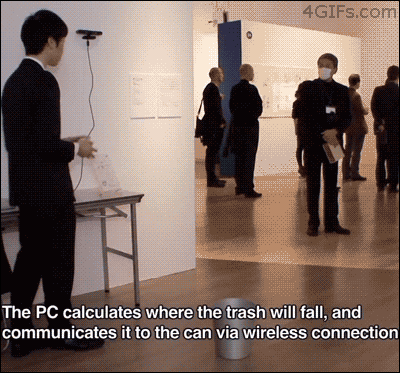 4GIFs.com
The PC calculates where the trash will fall, and
communicates it to the can via wireless connection